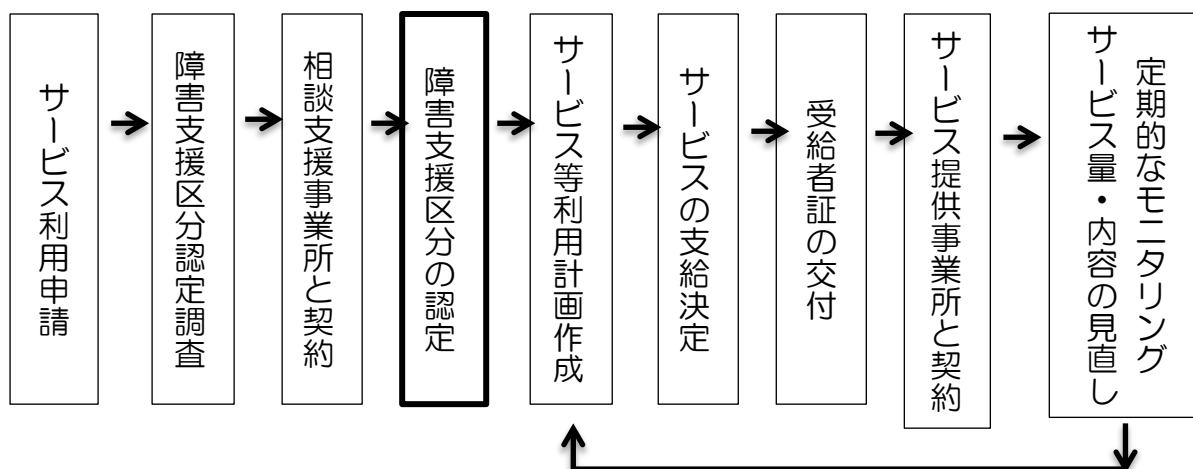 サービス利用申請
障害支援区分認定調査
相談支援事業所と契約
障害支援区分の認定
サービス等利用計画作成
サービスの支給決定
受給者証の交付
サービス提供事業所と契約
定期的なモニタリング
サービス量・内容の見直し